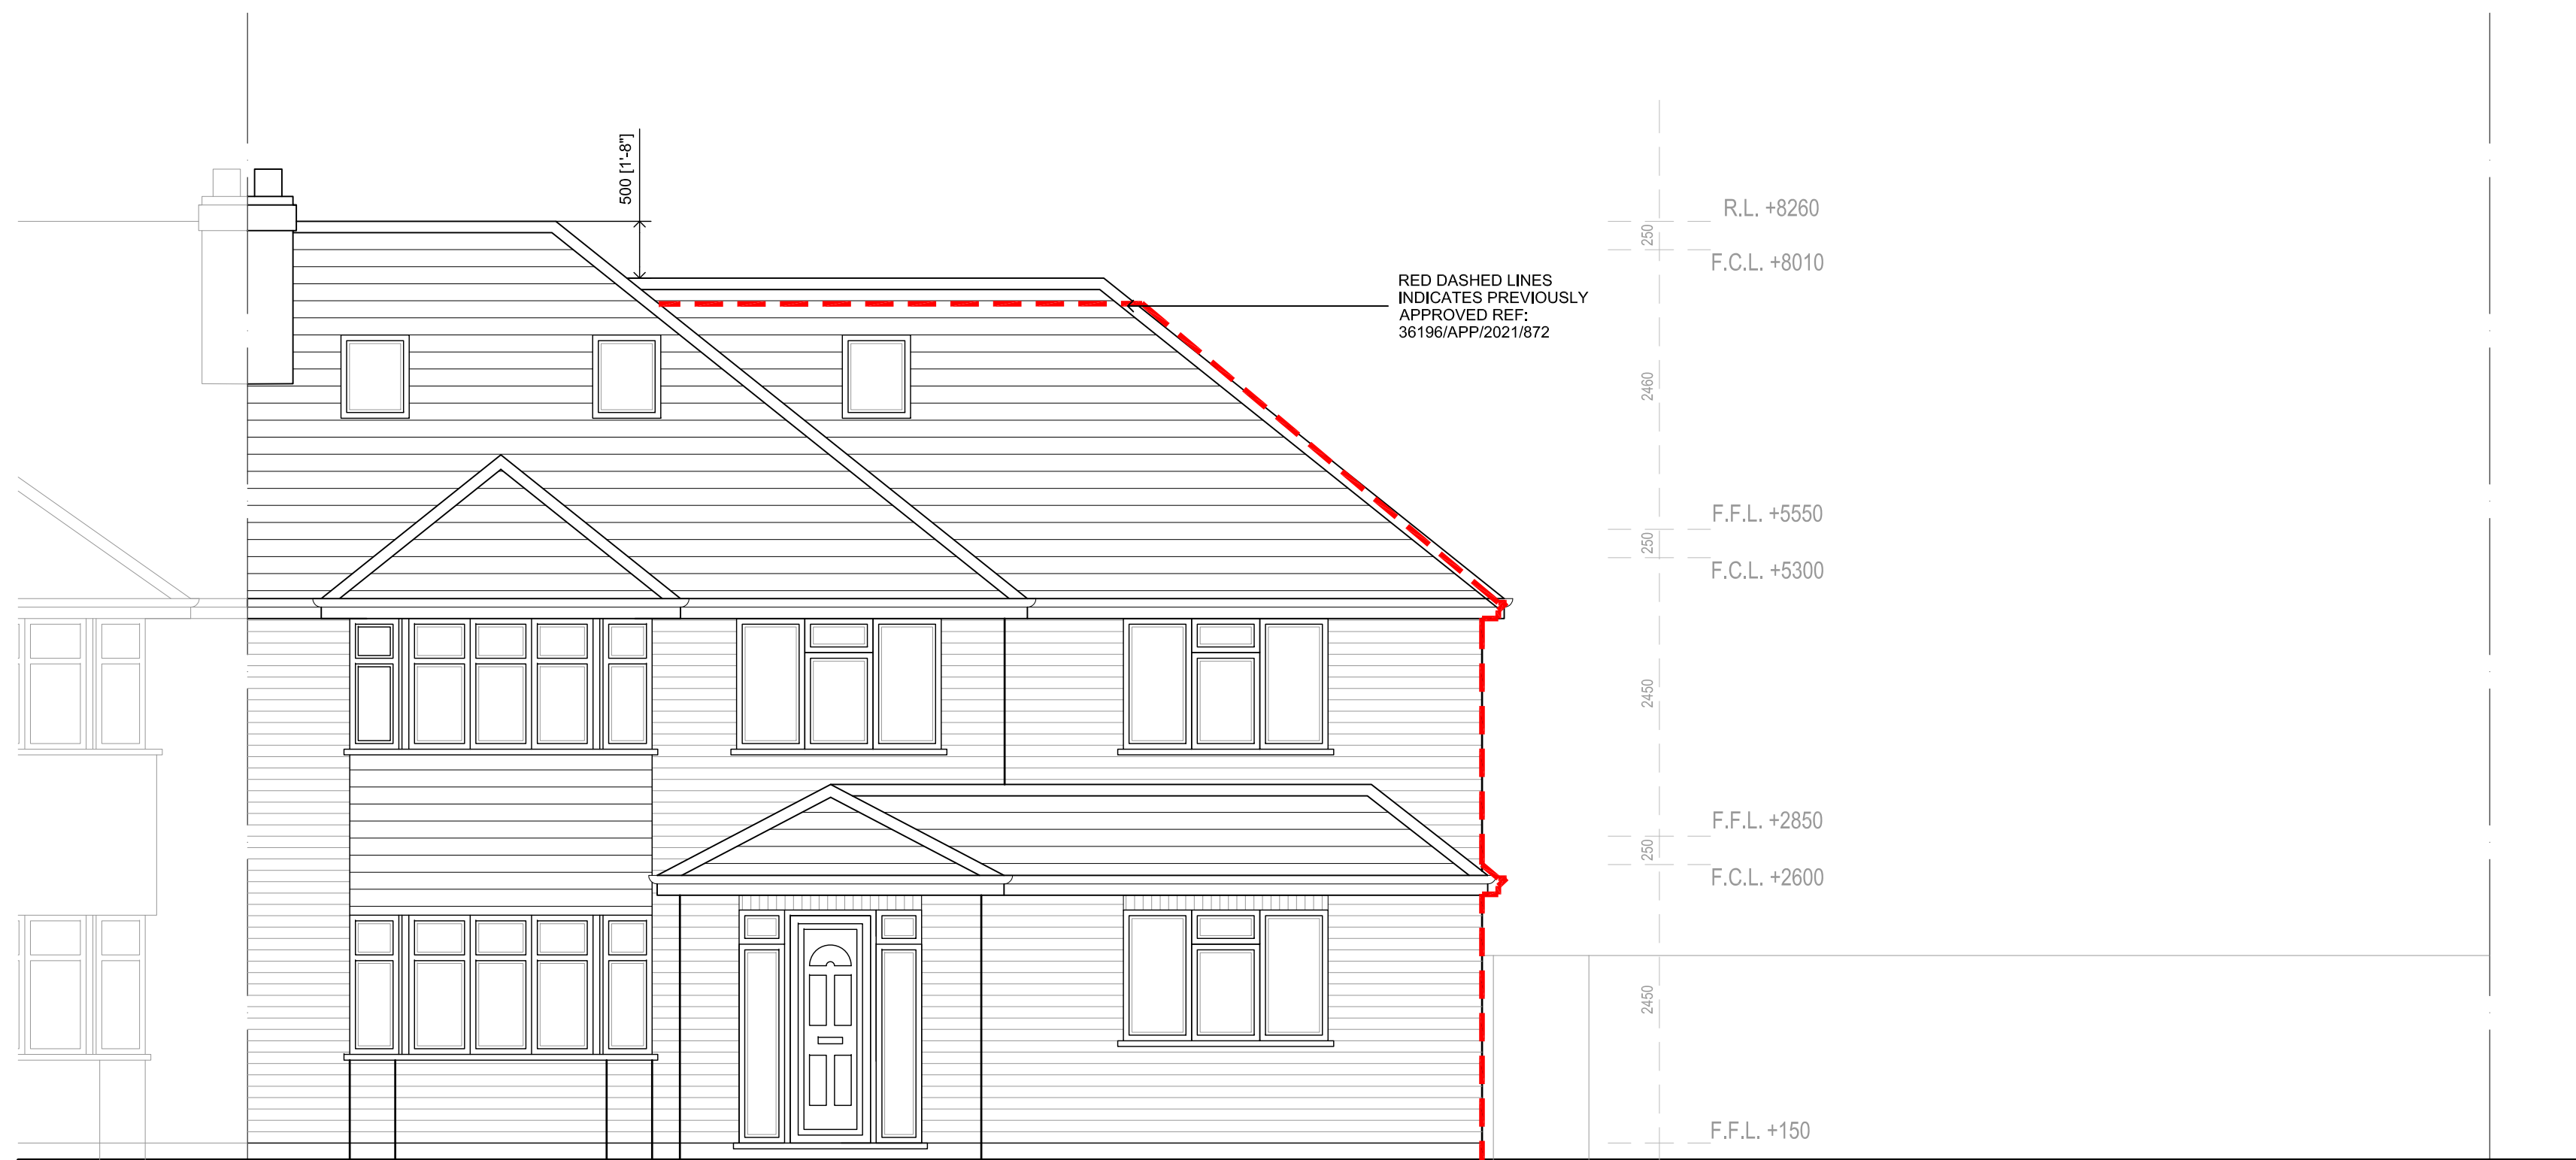 500 [1'-8"]
RED DASHED LINES
INDICATES PREVIOUSLY
APPROVED REF:
36196/APP/2021/872
R.L. +8260
250
F.C.L. +8010
2460
F.F.L. +5550
250
F.C.L. +5300
2450
F.F.L. +2850
250
F.C.L. +2600
2450
F.F.L. +150